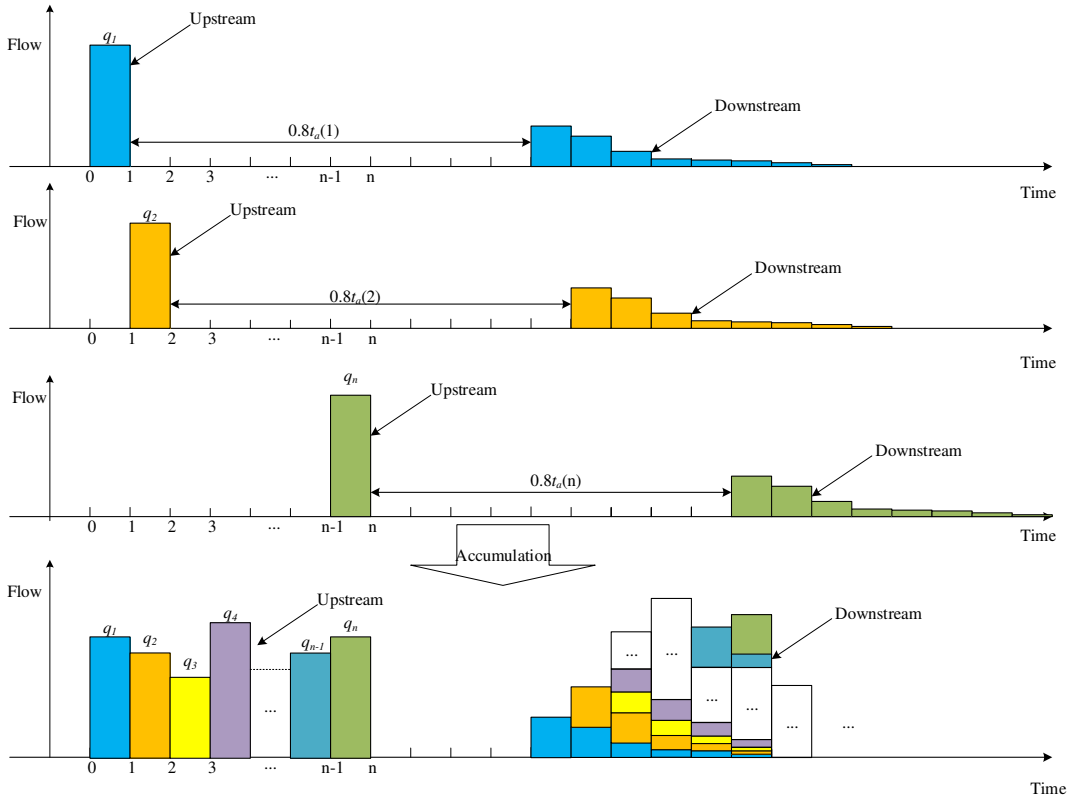 q1
Upstream
Flow
0.8ta(1)
Downstream
0 1 2 3 ... n-1 n
Time
q2
Upstream
Flow
0.8ta(2)
Downstream
0 1 2 3 ... n-1 n
Time
qn
Upstream
Flow
0.8ta(n)
Downstream
0 1 2 3 ... n-1 n
Time
Accumulation
Flow
Upstream
Downstream
q1 q2 q3 q4 qn-1 qn
... ... ... ... ... ... ...
0 1 2 3 ... n-1 n
Time